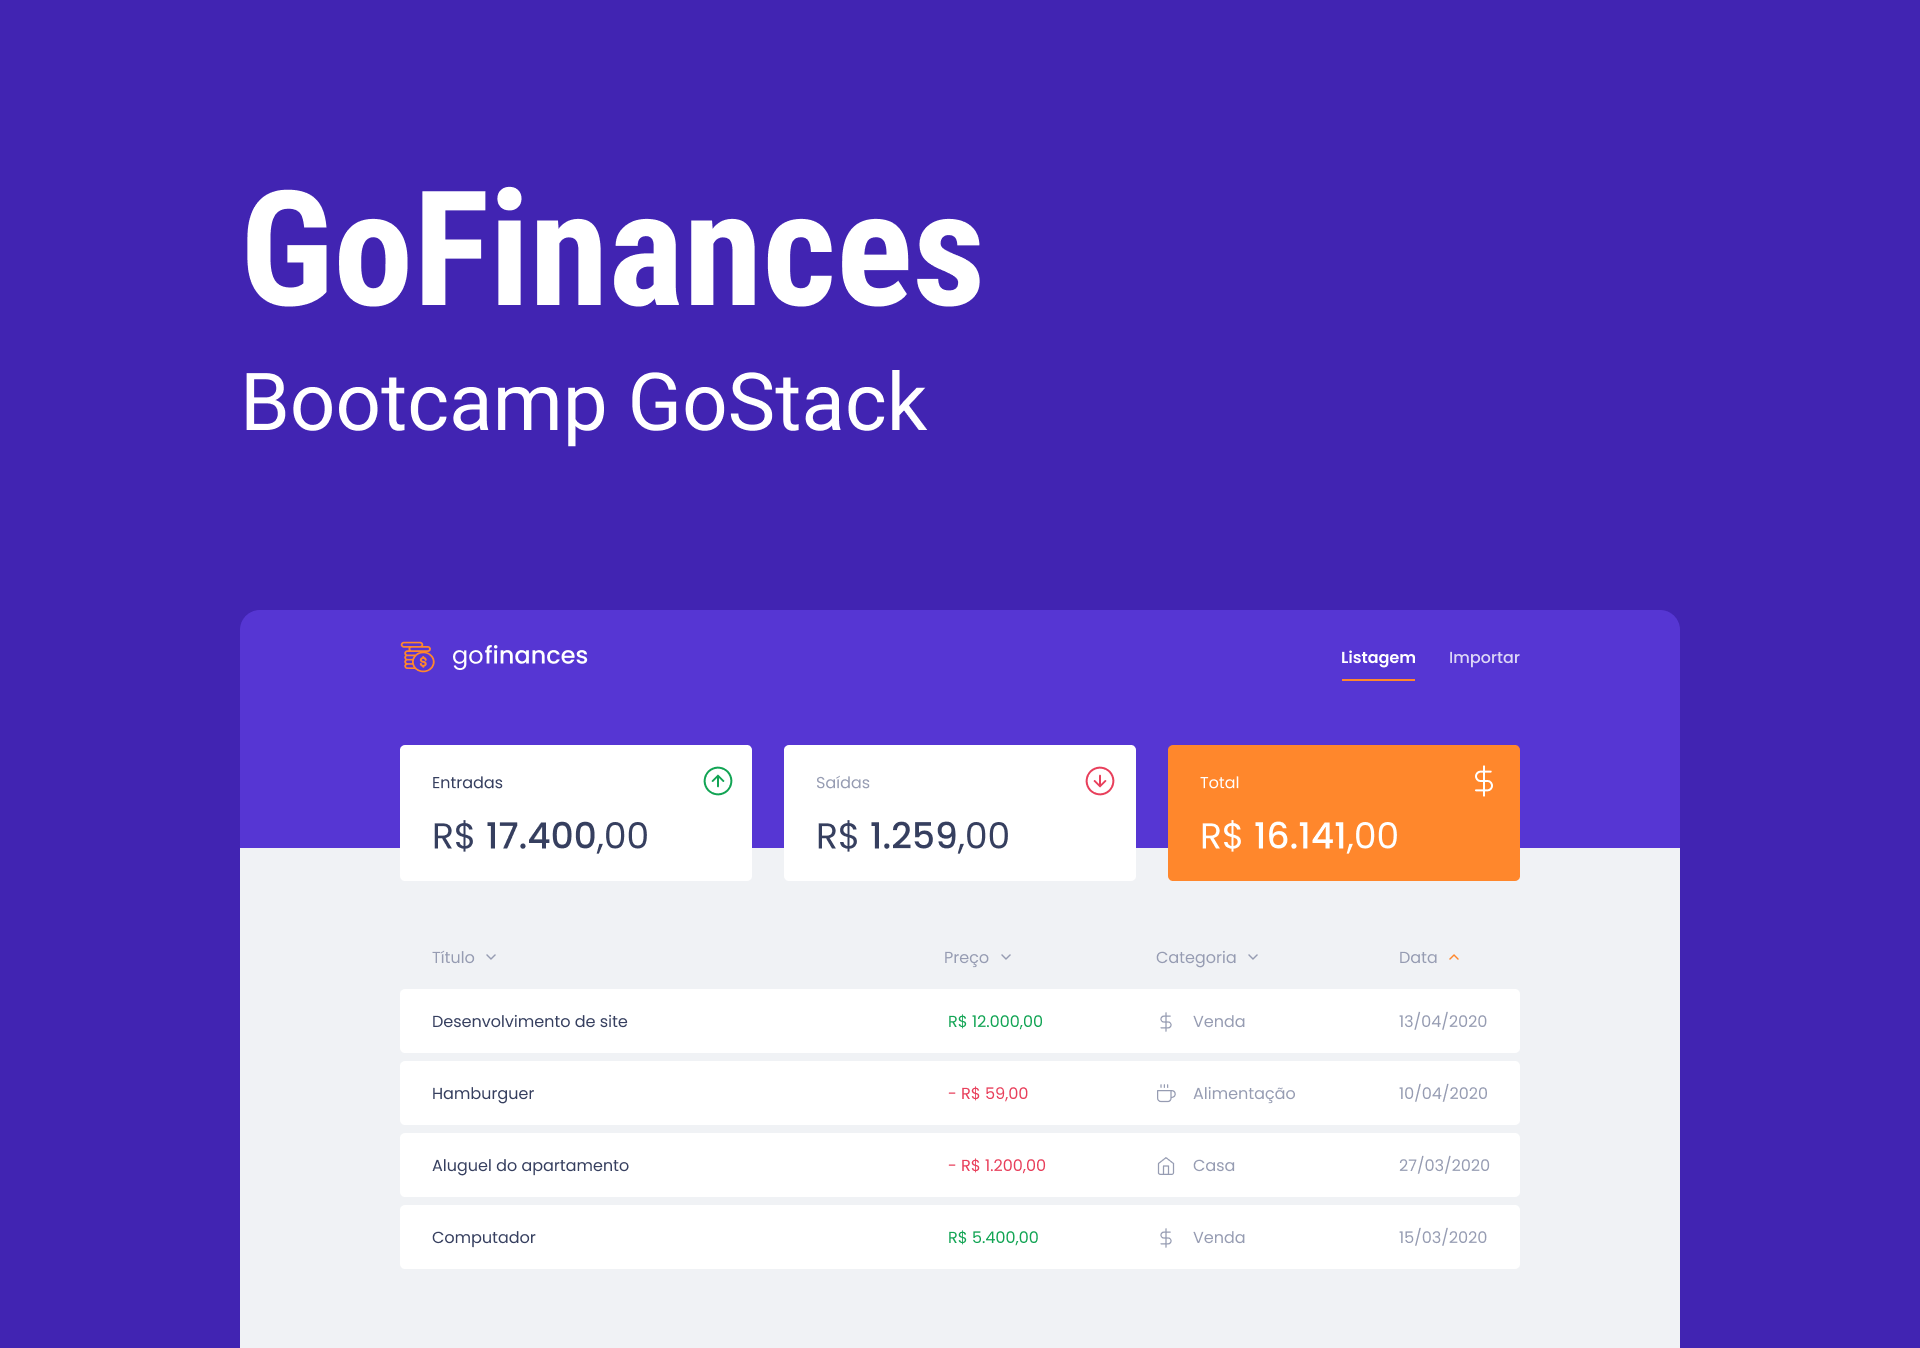 GoFinances
Bootcamp GoStack
gofinances
Listagem Importar
Entradas
R$ 17.400,00
Saídas
R$ 1.259,00
Total
R$ 16.141,00
Título Preço Categoria Data
Desenvolvimento de site R$ 12.000,00 Venda 13/04/2020
Hamburguer - R$ 59,00 Alimentação 10/04/2020
Aluguel do apartamento - R$ 1.200,00 Casa 27/03/2020
Computador R$ 5.400,00 Venda 15/03/2020